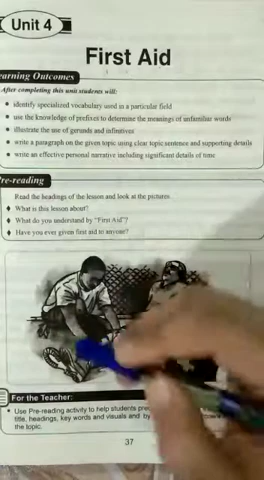 Unit 4
First Aid
earning Outcomes
After completing this unit students will:
• identify specialized vocabulary used in a particular field
• use the knowledge of prefixes to determine the meanings of unfamiliar words
• illustrate the use of gerunds and infinitives
• write a paragraph on the given topic using clear topic sentence and supporting details
• write an effective personal narrative including significant details of time
re-reading
Read the headings of the lesson and look at the pictures.
♦ What is this lesson about?
♦ What do you understand by "First Aid"?
♦ Have you ever given first aid to anyone?
For the Teacher:
• Use Pre-reading activity to help students
title, headings, key words and visuals and by
the topic.
37